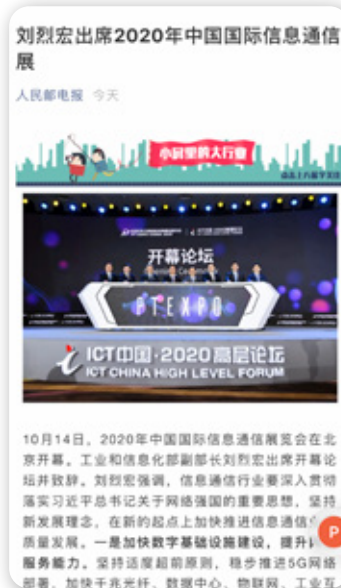 刘烈宏出席2020年中国国际信息通信
展
人民邮电报 今天
小屏里的大行业
开幕论坛
PTEXPO
ICT中国·2020高层论坛
ICT CHINA HIGH LEVEL FORUM
10月14日，2020年中国国际信息通信展览会在北
京开幕。工业和信息化部副部长刘烈宏出席开幕论
坛并致辞。刘烈宏强调，信息通信行业要深入贯彻
落实习近平总书记关于网络强国的重要思想，坚持
新发展理念，在新的起点上加快推进信息通信
质量发展。一是加快数字基础设施建设，提升
服务能力。坚持适度超前原则，稳步推进5G网络
部署，加快千兆光纤、数据中心、物联网、工业互
P